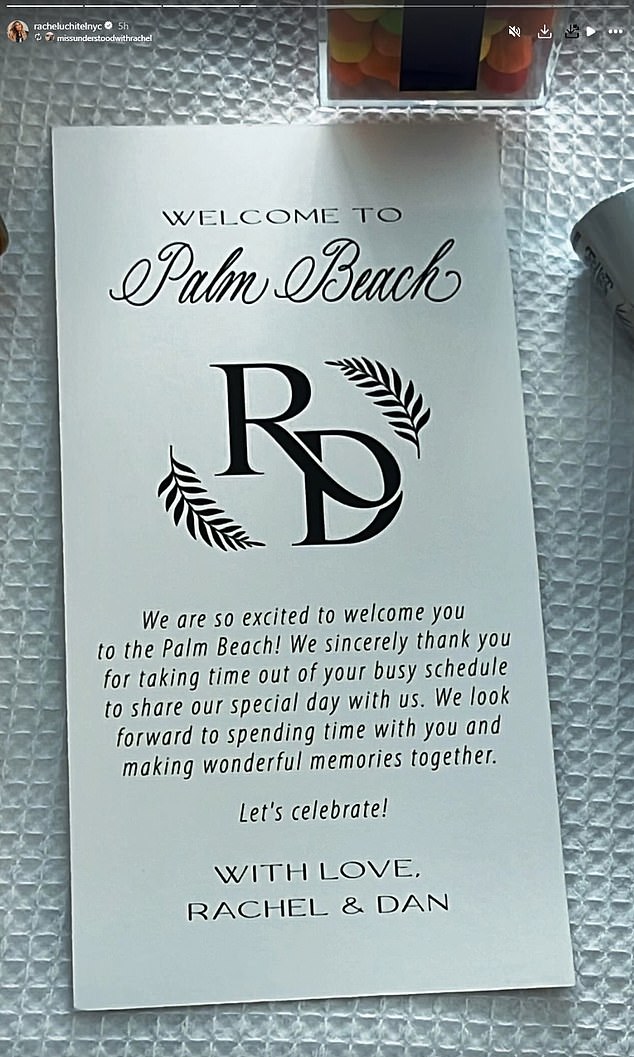 racheluchitelnyc 5h
missunderstoodwithrachel
WELCOME TO
Palm Beach
RD
We are so excited to welcome you
to the Palm Beach! We sincerely thank you
for taking time out of your busy schedule
to share our special day with us. We look
forward to spending time with you and
making wonderful memories together.
Let's celebrate!
WITH LOVE,
RACHEL & DAN